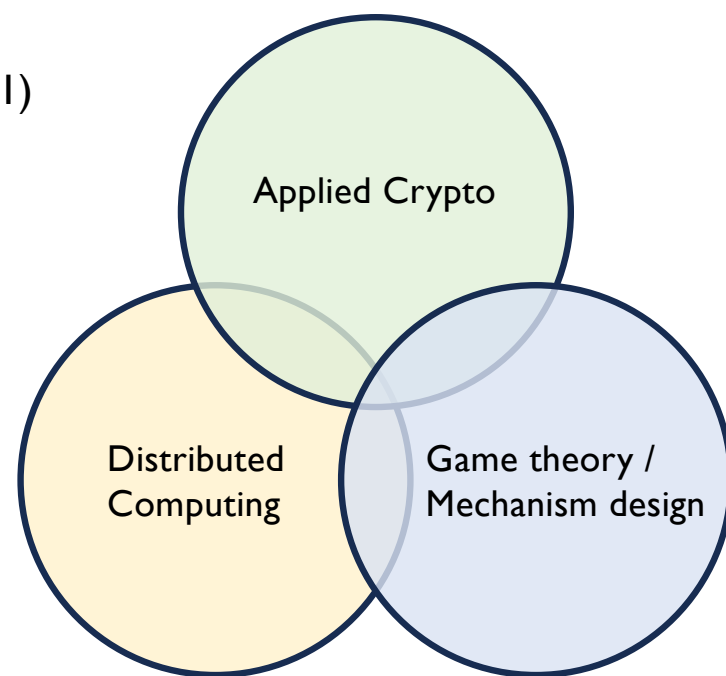 1)
Applied Crypto
Distributed
Computing
Game theory /
Mechanism design